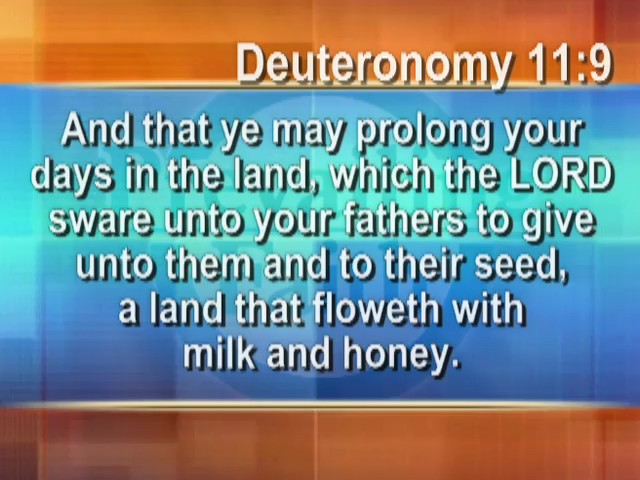 Deuteronomy 11:9
And that ye may prolong your
days in the land, which the LORD
sware unto your fathers to give
unto them and to their seed,
a land that floweth with
milk and honey.